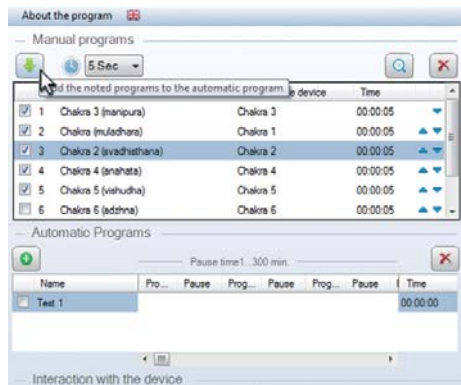 About the program
Manual programs
5 Sec
Add the noted programs to the automatic program
e device Time
1 Chakra 3 (manipura) Chakra 3 00:00:05
2 Chakra (muladhara) Chakra 1 00:00:05
3 Chakra 2 (svadhisthana) Chakra 2 00:00:05
4 Chakra 4 (anahata) Chakra 4 00:00:05
5 Chakra 5 (vishudha) Chakra 5 00:00:05
6 Chakra 6 (adzhna) Chakra 6 00:00:05
Automatic Programs
Pause time1...300 min.
Name Pro... Pause Prog... Pause Prog... Pause Time
Test 1 00:00:00
Interaction with the device